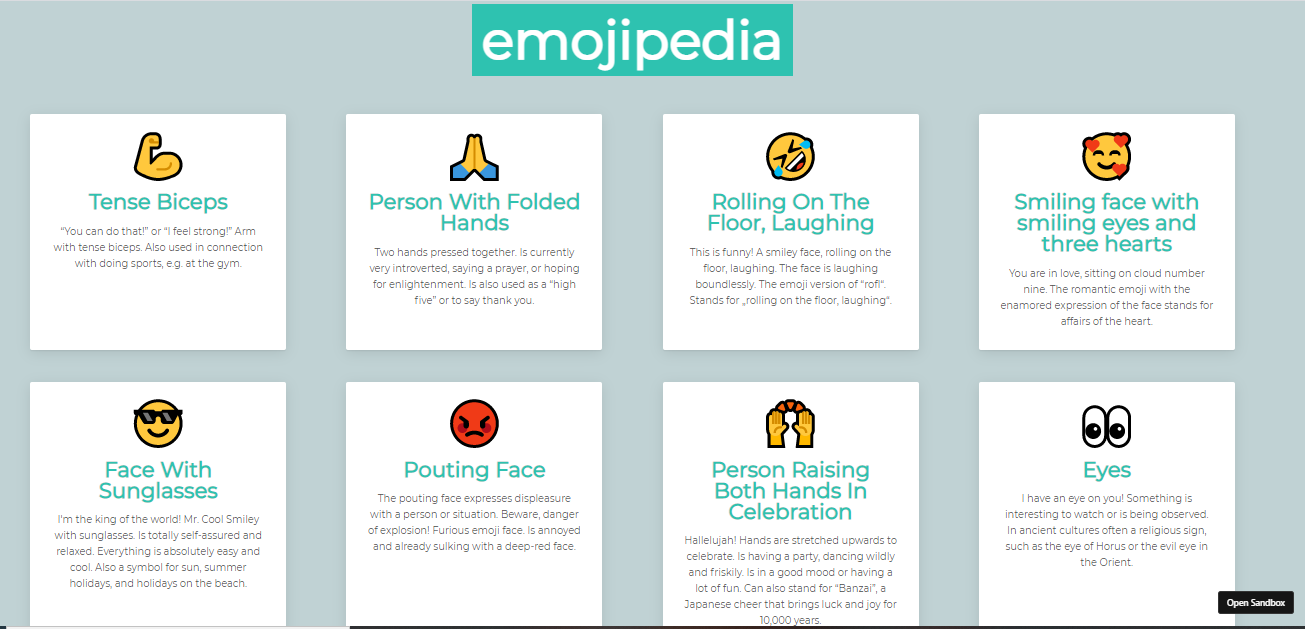 emojipedia
Tense Biceps
“You can do that!” or “I feel strong!” Arm
with tense biceps. Also used in connection
with doing sports, e.g. at the gym.
Person With Folded
Hands
Two hands pressed together. Is currently
very introverted, saying a prayer, or hoping
for enlightenment. Is also used as a “high
five” or to say thank you.
Rolling On The
Floor, Laughing
This is funny! A smiley face, rolling on the
floor, laughing. The face is laughing
boundlessly. The emoji version of “rofl“.
Stands for „rolling on the floor, laughing“.
Smiling face with
smiling eyes and
three hearts
You are in love, sitting on cloud number
nine. The romantic emoji with the
enamored expression of the face stands for
affairs of the heart.
Face With
Sunglasses
I'm the king of the world! Mr. Cool Smiley
with sunglasses. Is totally self-assured and
relaxed. Everything is absolutely easy and
cool. Also a symbol for sun, summer
holidays, and holidays on the beach.
Pouting Face
The pouting face expresses displeasure
with a person or situation. Beware, danger
of explosion! Furious emoji face. Is annoyed
and already sulking with a deep-red face.
Person Raising
Both Hands In
Celebration
Hallelujah! Hands are stretched upwards to
celebrate. Is having a party, dancing wildly
and friskily. Is in a good mood or having a
lot of fun. Can also stand for “Banzai”, a
Japanese cheer that brings luck and joy for
10,000 years.
Eyes
I have an eye on you! Something is
interesting to watch or is being observed.
In ancient cultures often a religious sign,
such as the eye of Horus or the evil eye in
the Orient.
Open Sandbox